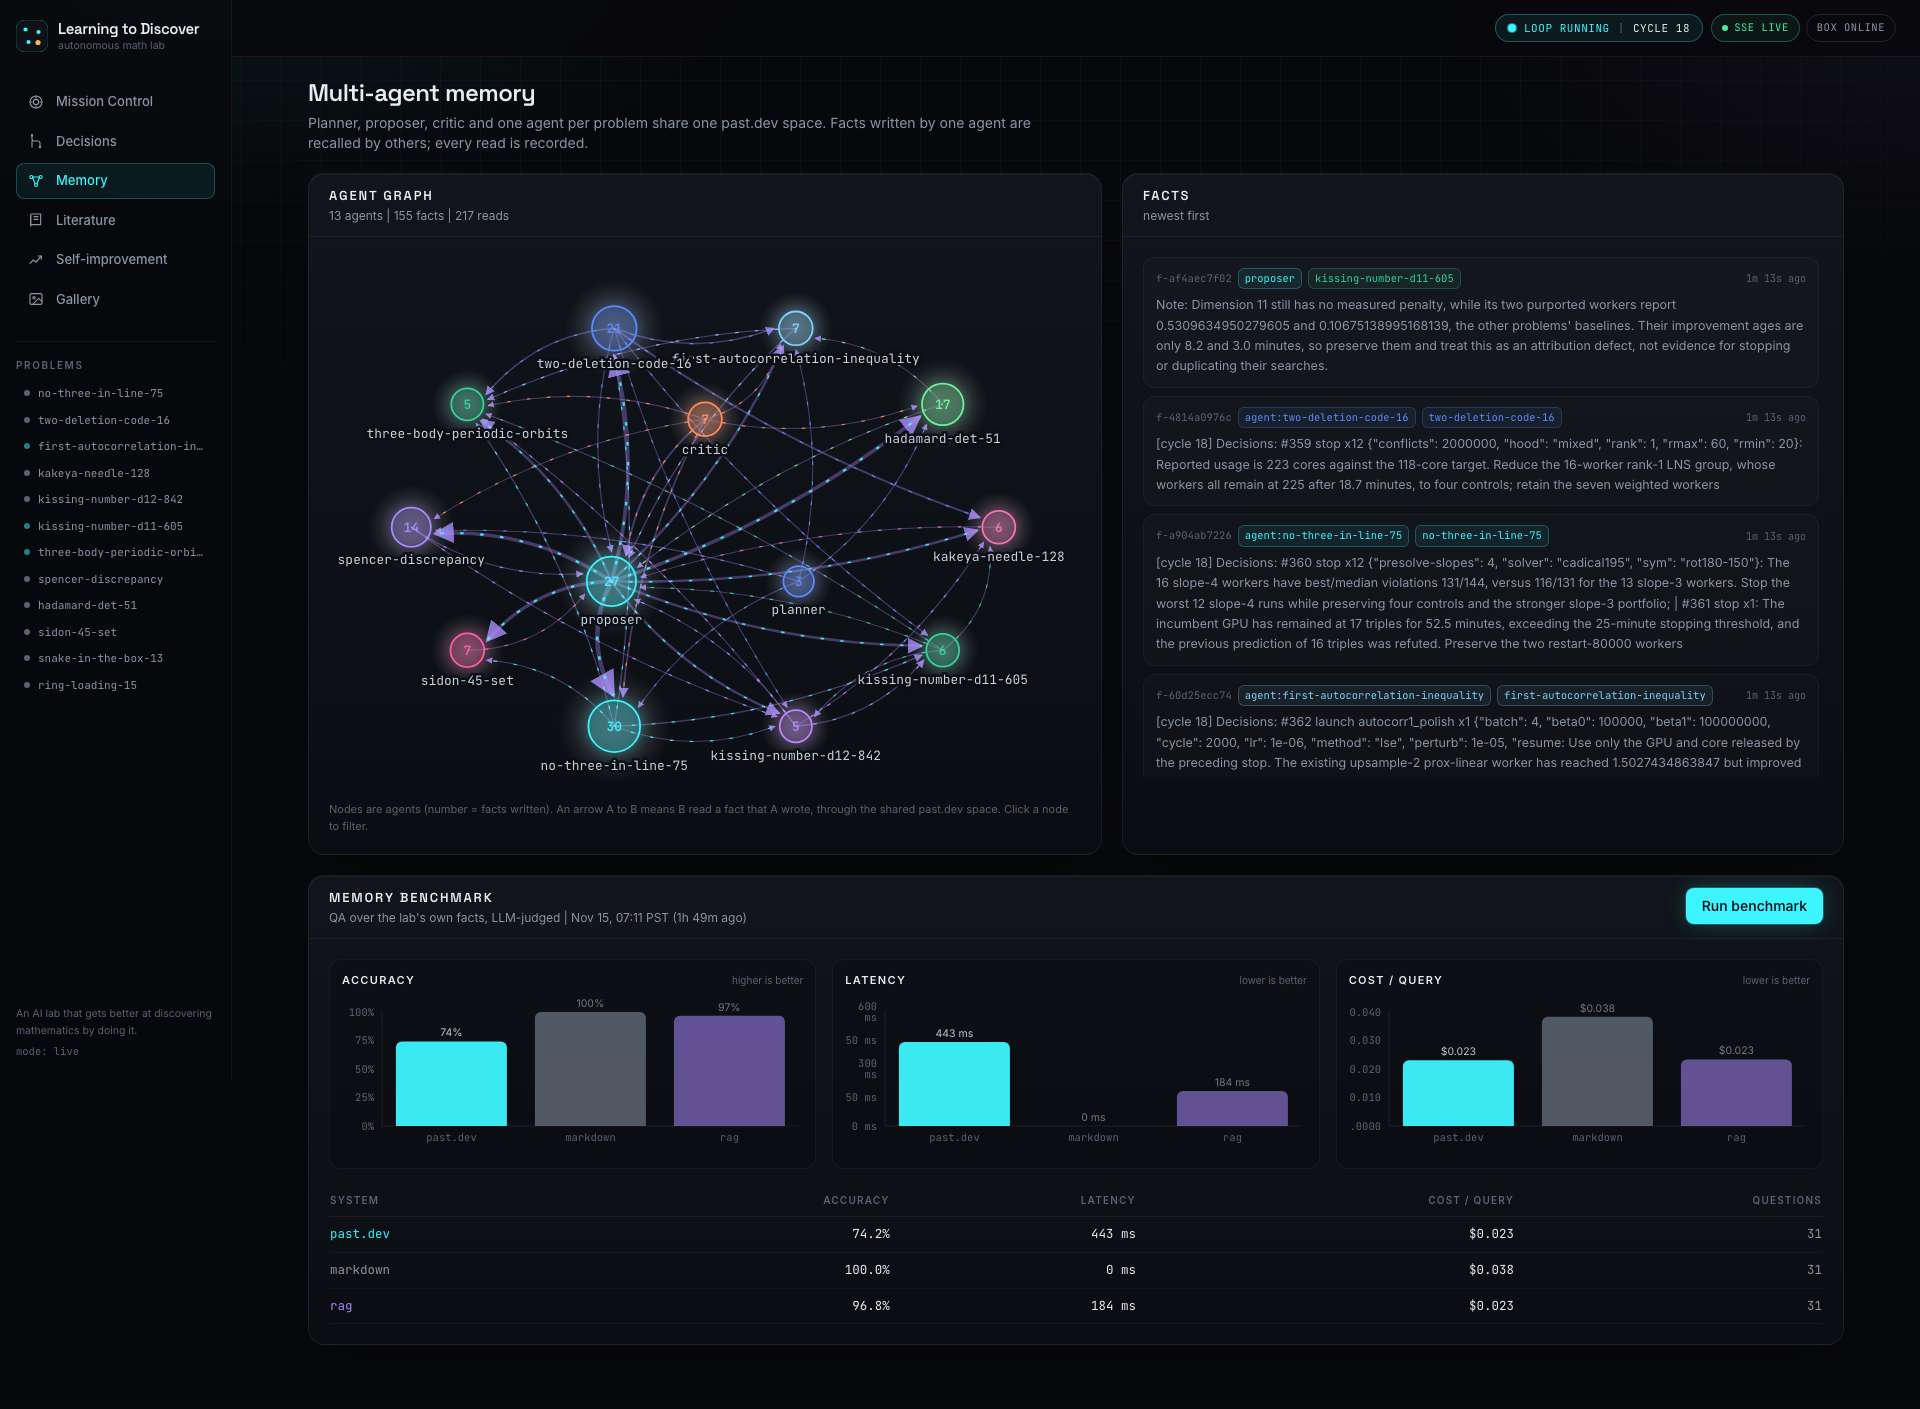 Learning to Discover
autonomous math lab
LOOP RUNNING | CYCLE 18
SSE LIVE
BOX ONLINE
Mission Control
Decisions
Memory
Literature
Self-improvement
Gallery
PROBLEMS
no-three-in-line-75
two-deletion-code-16
first-autocorrelation-in…
kakeya-needle-128
kissing-number-d12-842
kissing-number-d11-605
three-body-periodic-orbi…
spencer-discrepancy
hadamard-det-51
sidon-45-set
snake-in-the-box-13
ring-loading-15
An AI lab that gets better at discovering
mathematics by doing it.
mode: live
Multi-agent memory
Planner, proposer, critic and one agent per problem share one past.dev space. Facts written by one agent are
recalled by others; every read is recorded.
AGENT GRAPH
13 agents | 155 facts | 217 reads
21
two-deletion-code-16
7
first-autocorrelation-inequality
5
three-body-periodic-orbits
7
critic
17
hadamard-det-51
14
spencer-discrepancy
6
kakeya-needle-128
27
proposer
3
planner
7
sidon-45-set
6
kissing-number-d11-605
30
no-three-in-line-75
5
kissing-number-d12-842
Nodes are agents (number = facts written). An arrow A to B means B read a fact that A wrote, through the shared past.dev space. Click a node
to filter.
FACTS
newest first
f-af4aec7f02 proposer kissing-number-d11-605 1m 13s ago
Note: Dimension 11 still has no measured penalty, while its two purported workers report
0.5309634950279605 and 0.10675138995168139, the other problems' baselines. Their improvement ages are
only 8.2 and 3.0 minutes, so preserve them and treat this as an attribution defect, not evidence for stopping
or duplicating their searches.
f-4814a0976c agent:two-deletion-code-16 two-deletion-code-16 1m 13s ago
[cycle 18] Decisions: #359 stop x12 {"conflicts": 2000000, "hood": "mixed", "rank": 1, "rmax": 60, "rmin": 20}:
Reported usage is 223 cores against the 118-core target. Reduce the 16-worker rank-1 LNS group, whose
workers all remain at 225 after 18.7 minutes, to four controls; retain the seven weighted workers
f-a904ab7226 agent:no-three-in-line-75 no-three-in-line-75 1m 13s ago
[cycle 18] Decisions: #360 stop x12 {"presolve-slopes": 4, "solver": "cadical195", "sym": "rot180-150"}: The
16 slope-4 workers have best/median violations 131/144, versus 116/131 for the 13 slope-3 workers. Stop the
worst 12 slope-4 runs while preserving four controls and the stronger slope-3 portfolio; | #361 stop x1: The
incumbent GPU has remained at 17 triples for 52.5 minutes, exceeding the 25-minute stopping threshold, and
the previous prediction of 16 triples was refuted. Preserve the two restart-80000 workers
f-60d25ecc74 agent:first-autocorrelation-inequality first-autocorrelation-inequality 1m 13s ago
[cycle 18] Decisions: #362 launch autocorr1_polish x1 {"batch": 4, "beta0": 100000, "beta1": 100000000,
"cycle": 2000, "lr": 1e-06, "method": "lse", "perturb": 1e-05, "resume: Use only the GPU and core released by
the preceding stop. The existing upsample-2 prox-linear worker has reached 1.5027434863847 but improved
MEMORY BENCHMARK
QA over the lab's own facts, LLM-judged | Nov 15, 07:11 PST (1h 49m ago)
Run benchmark
ACCURACY
higher is better
100%
75%
50%
25%
0%
74%
100%
97%
past.dev
markdown
rag
LATENCY
lower is better
600
ms
50 ms
300
ms
50 ms
0 ms
443 ms
0 ms
184 ms
past.dev
markdown
rag
COST / QUERY
lower is better
0.040
0.030
0.020
0.010
.0000
$0.023
$0.038
$0.023
past.dev
markdown
rag
SYSTEM ACCURACY LATENCY COST / QUERY QUESTIONS
past.dev 74.2% 443 ms $0.023 31
markdown 100.0% 0 ms $0.038 31
rag 96.8% 184 ms $0.023 31